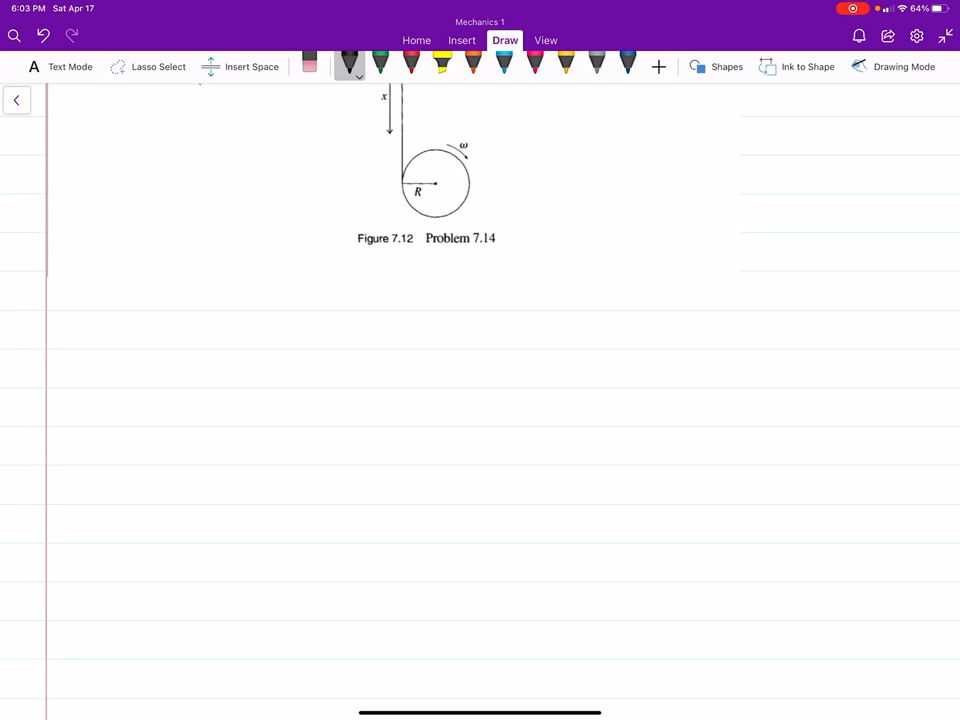 6:03 PM Sat Apr 17
64%
Mechanics 1
Home Insert Draw View
A Text Mode Lasso Select Insert Space Shapes Ink to Shape Drawing Mode
x
ω
R
Figure 7.12 Problem 7.14